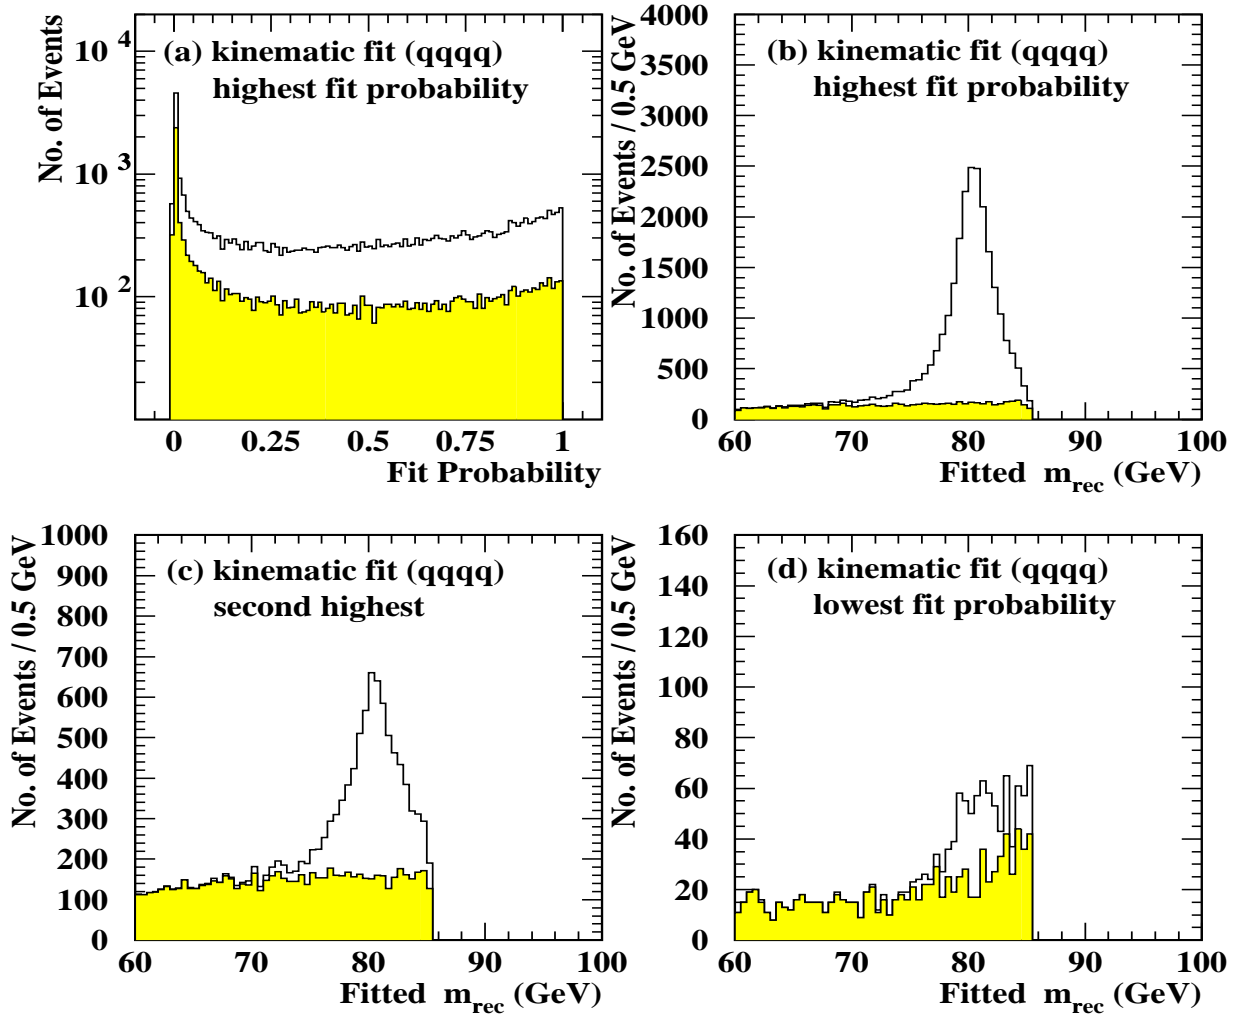 No. of Events
10 4
10 3
10 2
(a) kinematic fit (qqqq)
highest fit probability
0 0.25 0.5 0.75 1
Fit Probability
No. of Events / 0.5 GeV
4000
3500
3000
2500
2000
1500
1000
500
0
(b) kinematic fit (qqqq)
highest fit probability
60 70 80 90 100
Fitted m_rec (GeV)
No. of Events / 0.5 GeV
1000
900
800
700
600
500
400
300
200
100
0
(c) kinematic fit (qqqq)
second highest
60 70 80 90 100
Fitted m_rec (GeV)
No. of Events / 0.5 GeV
160
140
120
100
80
60
40
20
0
(d) kinematic fit (qqqq)
lowest fit probability
60 70 80 90 100
Fitted m_rec (GeV)